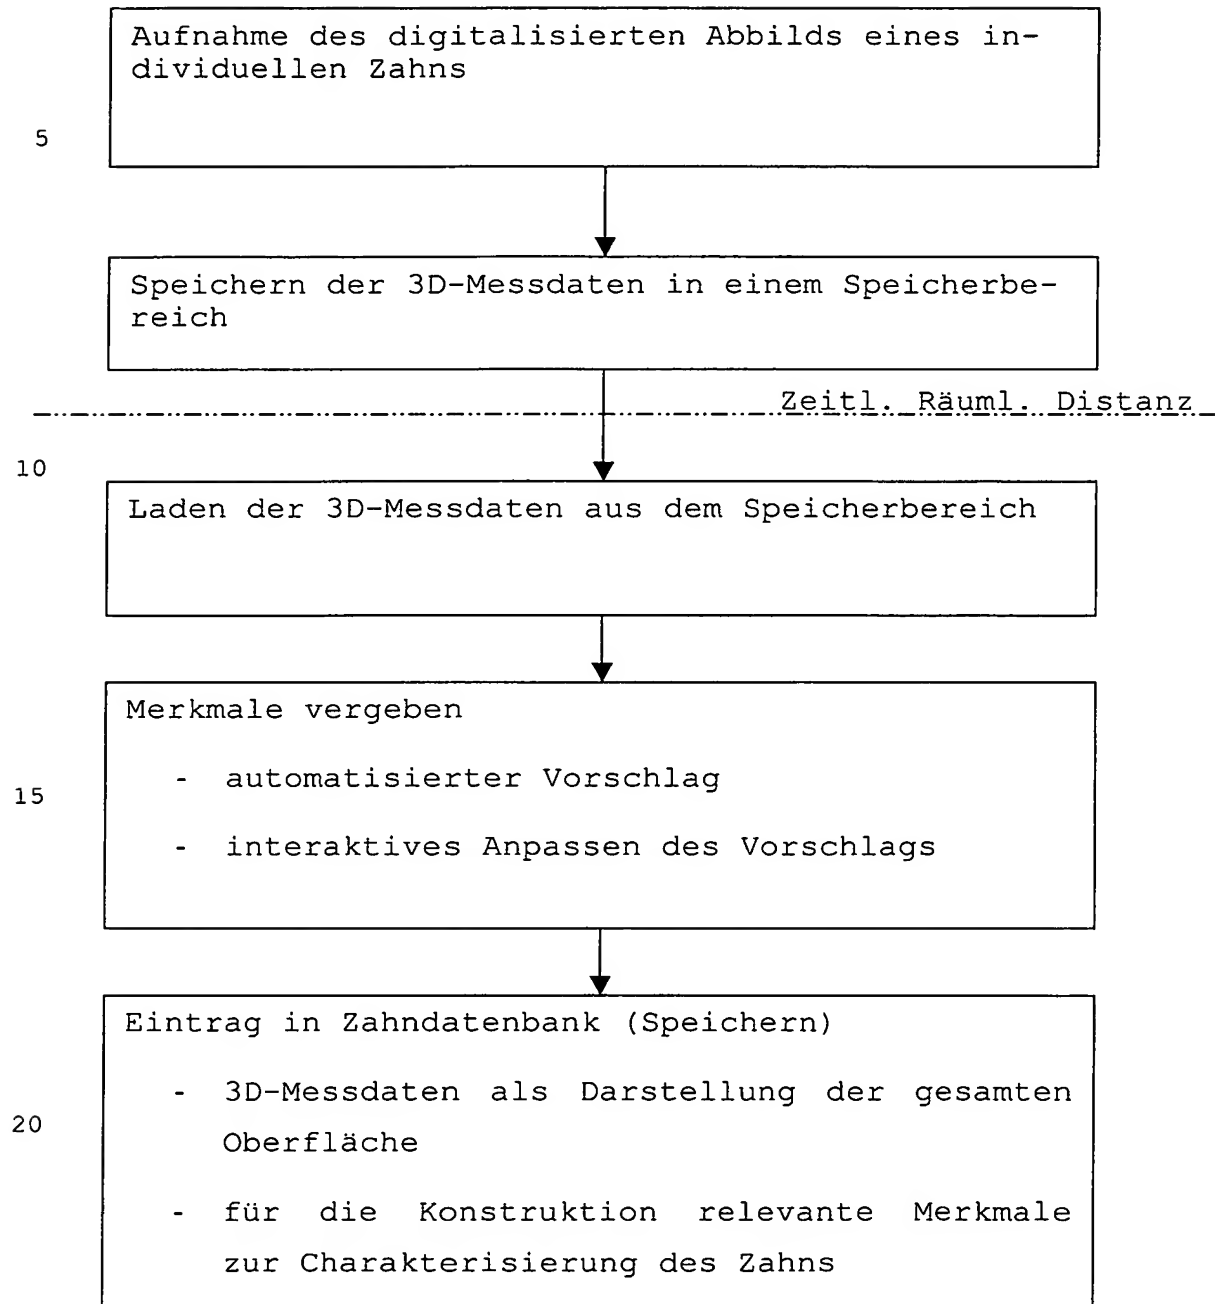 Aufnahme des digitalisierten Abbilds eines in-
dividuellen Zahns
5
Speichern der 3D-Messdaten in einem Speicherbe-
reich
Zeitl. Räuml. Distanz
10
Laden der 3D-Messdaten aus dem Speicherbereich
Merkmale vergeben
- automatisierter Vorschlag
15
- interaktives Anpassen des Vorschlags
Eintrag in Zahndatenbank (Speichern)
- 3D-Messdaten als Darstellung der gesamten
20
Oberfläche
- für die Konstruktion relevante Merkmale
zur Charakterisierung des Zahns